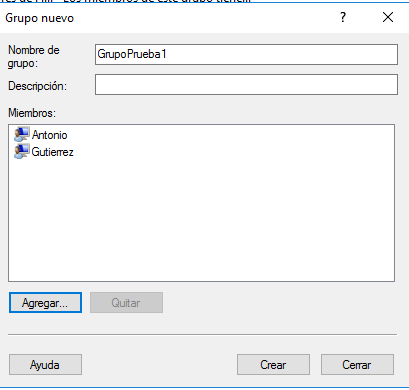 Grupo nuevo
Nombre de
grupo:
GrupoPrueba1
Descripción:
Miembros:
Antonio
Gutierrez
Agregar...
Quitar
Ayuda
Crear
Cerrar